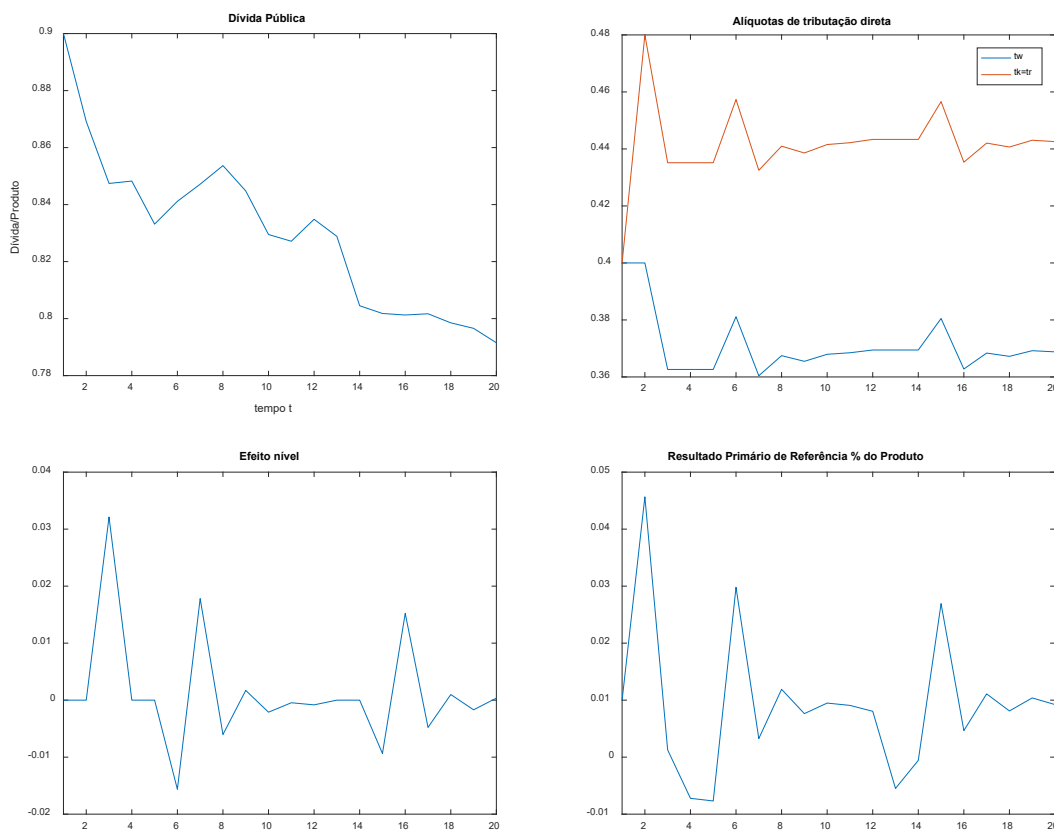 Dívida Pública
0.9
0.88
0.86
0.84
0.82
0.8
0.78
Dívida/Produto
2 4 6 8 10 12 14 16 18 20
tempo t
Alíquotas de tributação direta
0.48
0.46
0.44
0.42
0.4
0.38
0.36
tw
tk=tr
2 4 6 8 10 12 14 16 18 20
Efeito nível
0.04
0.03
0.02
0.01
0
-0.01
-0.02
2 4 6 8 10 12 14 16 18 20
Resultado Primário de Referência % do Produto
0.05
0.04
0.03
0.02
0.01
0
-0.01
2 4 6 8 10 12 14 16 18 20